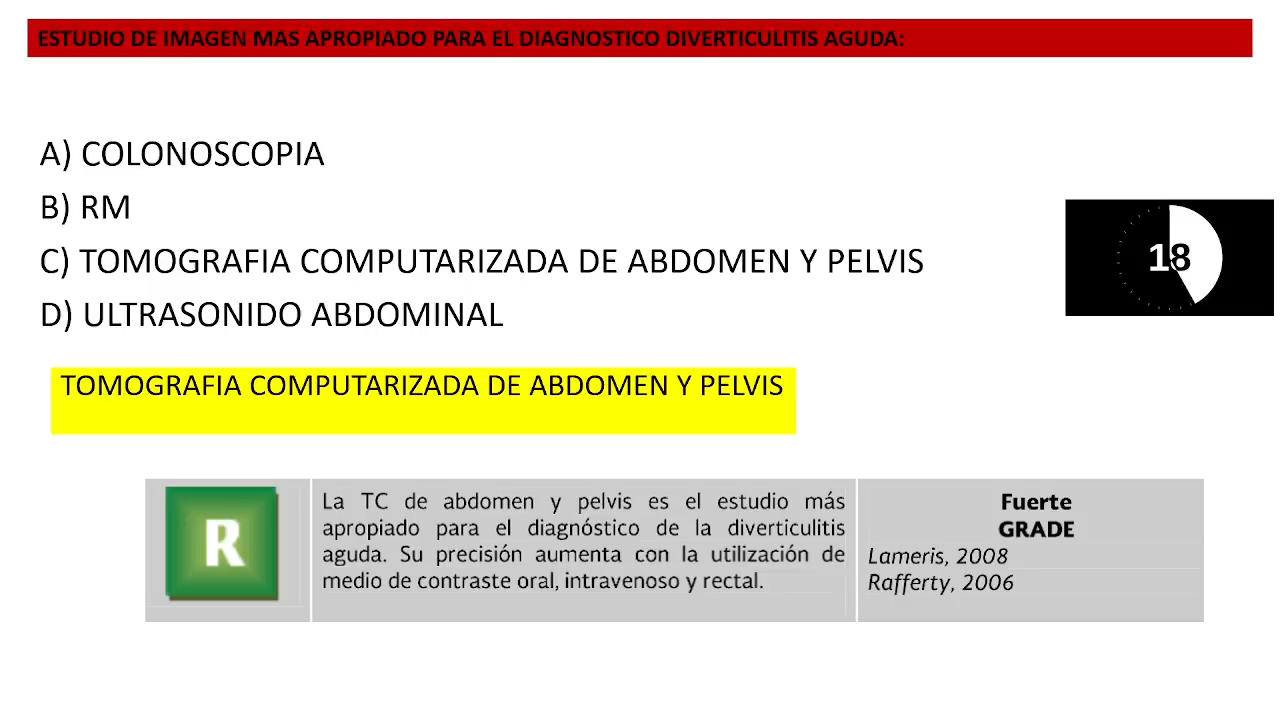 ESTUDIO DE IMAGEN MAS APROPIADO PARA EL DIAGNOSTICO DIVERTICULITIS AGUDA:
A) COLONOSCOPIA
B) RM
C) TOMOGRAFIA COMPUTARIZADA DE ABDOMEN Y PELVIS
18
D) ULTRASONIDO ABDOMINAL
TOMOGRAFIA COMPUTARIZADA DE ABDOMEN Y PELVIS
R
La TC de abdomen y pelvis es el estudio más
apropiado para el diagnóstico de la diverticulitis
aguda. Su precisión aumenta con la utilización de
medio de contraste oral, intravenoso y rectal.
Fuerte
GRADE
Lameris, 2008
Rafferty, 2006